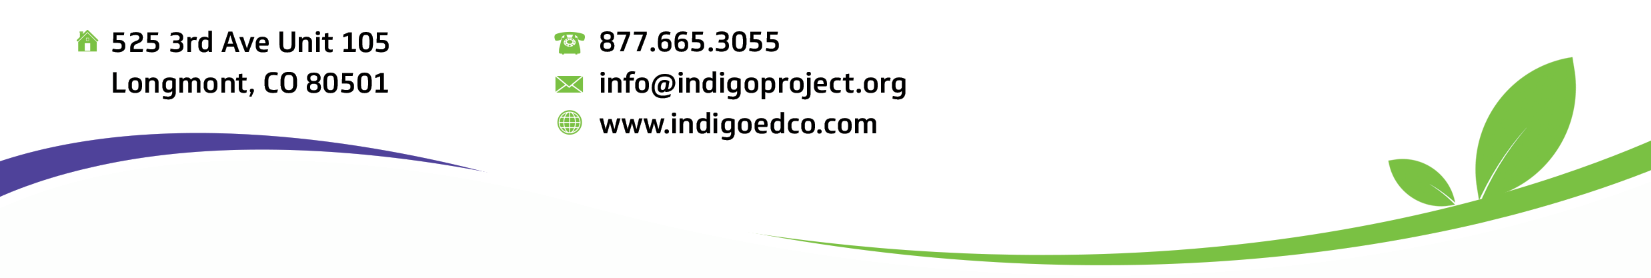 525 3rd Ave Unit 105
Longmont, CO 80501
877.665.3055
info@indigoproject.org
www.indigoedco.com